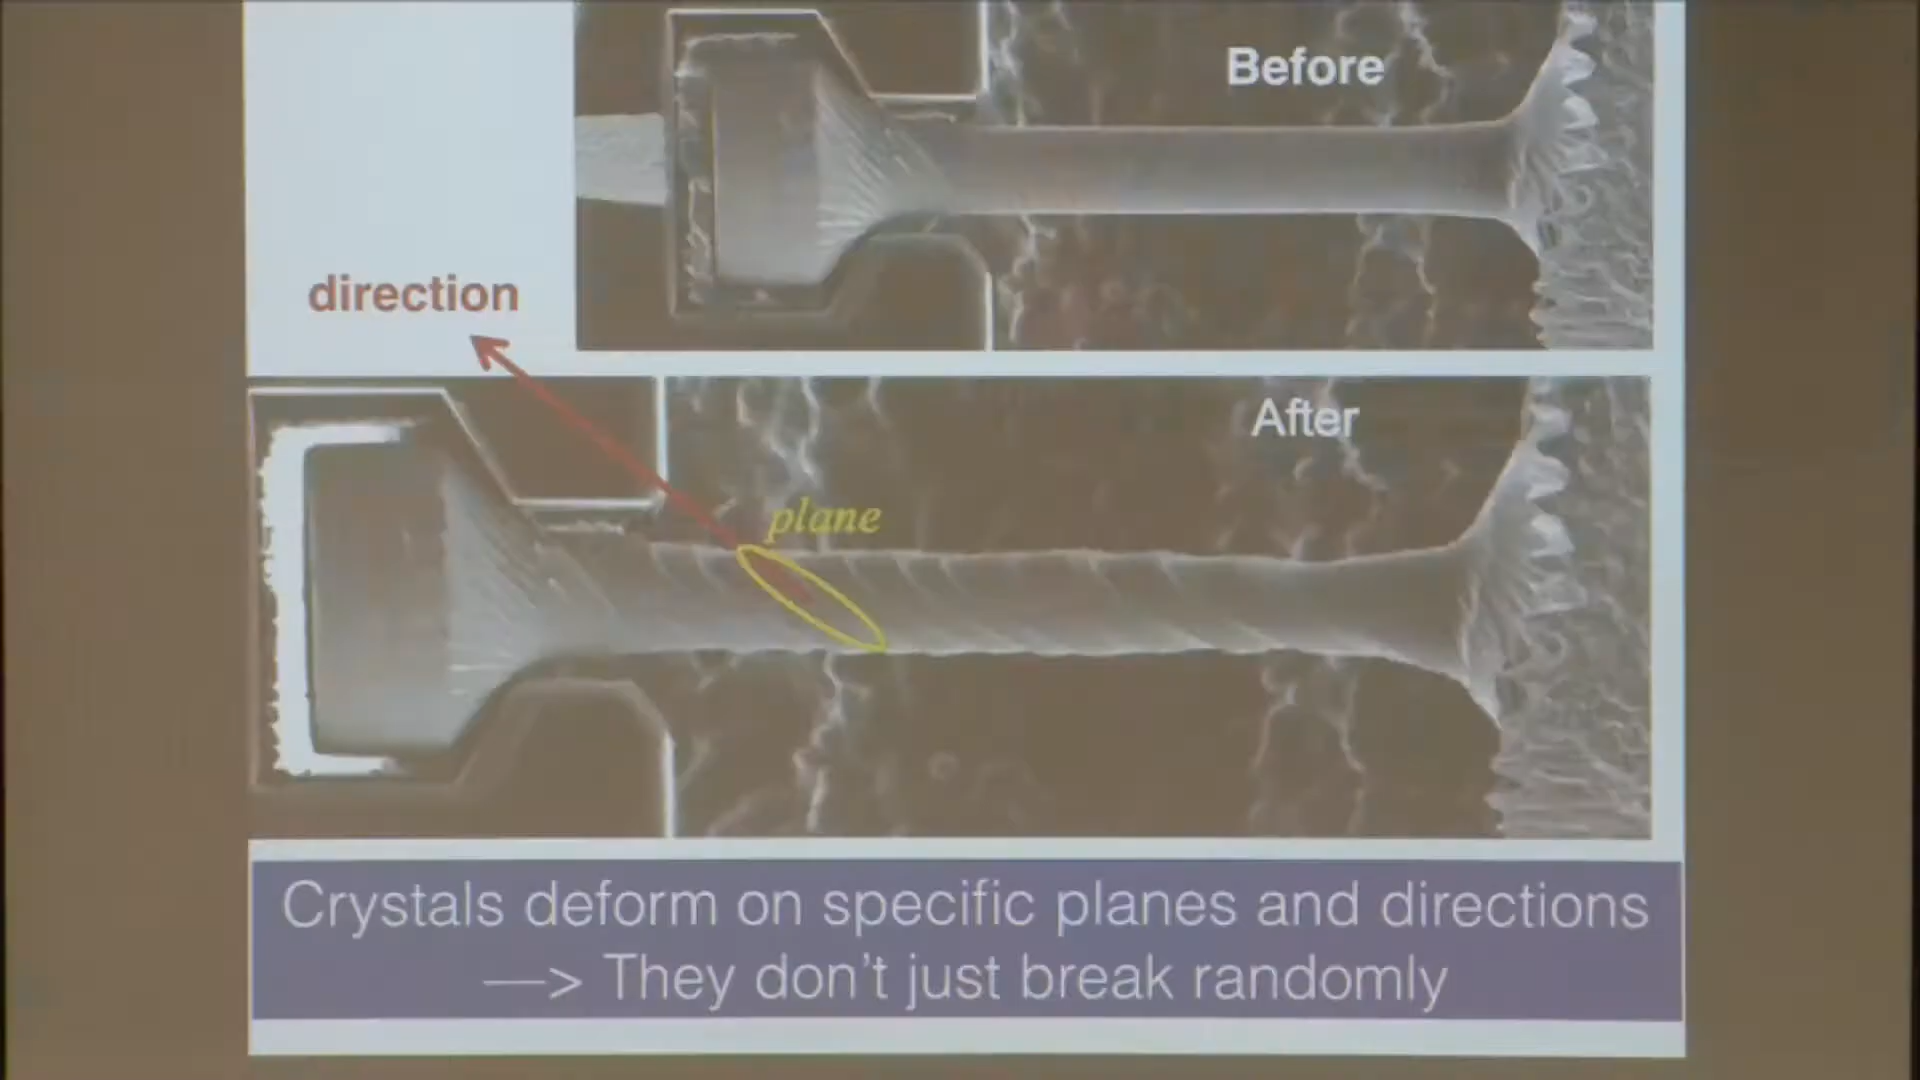 Before
direction
After
plane
Crystals deform on specific planes and directions
—> They don't just break randomly